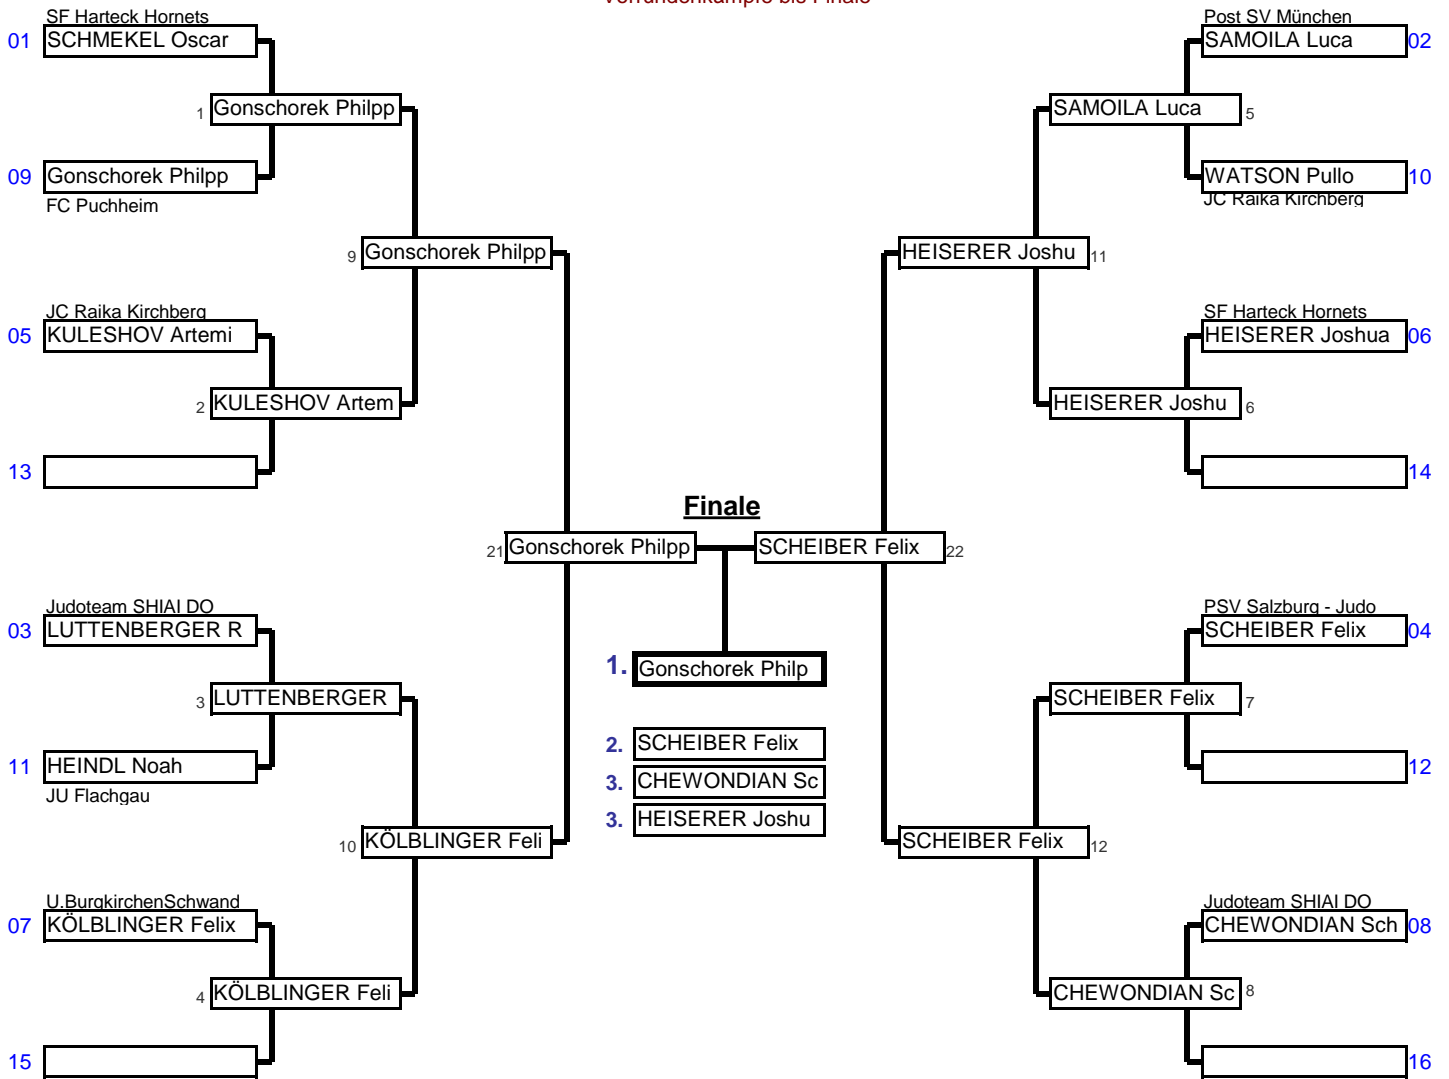 Vorrundenkämpfe bis Finale
SF Harteck Hornets
01 SCHMEKEL Oscar
1 Gonschorek Philpp
09 Gonschorek Philpp
FC Puchheim
9 Gonschorek Philpp
JC Raika Kirchberg
05 KULESHOV Artemi
2 KULESHOV Artem
13
21 Gonschorek Philpp
Judoteam SHIAI DO
03 LUTTENBERGER R
3 LUTTENBERGER
11 HEINDL Noah
JU Flachgau
10 KÖLBLINGER Feli
U.BurgkirchenSchwand
07 KÖLBLINGER Felix
4 KÖLBLINGER Feli
15
Finale
1. Gonschorek Philp
2. SCHEIBER Felix
3. CHEWONDIAN Sc
3. HEISERER Joshu
Post SV München
SAMOILA Luca 02
SAMOILA Luca 5
WATSON Pullo 10
JC Raika Kirchberg
HEISERER Joshu 11
SF Harteck Hornets
HEISERER Joshua 06
HEISERER Joshu 6
14
SCHEIBER Felix 22
PSV Salzburg - Judo
SCHEIBER Felix 04
SCHEIBER Felix 7
12
SCHEIBER Felix 12
Judoteam SHIAI DO
CHEWONDIAN Sch 08
CHEWONDIAN Sc 8
16